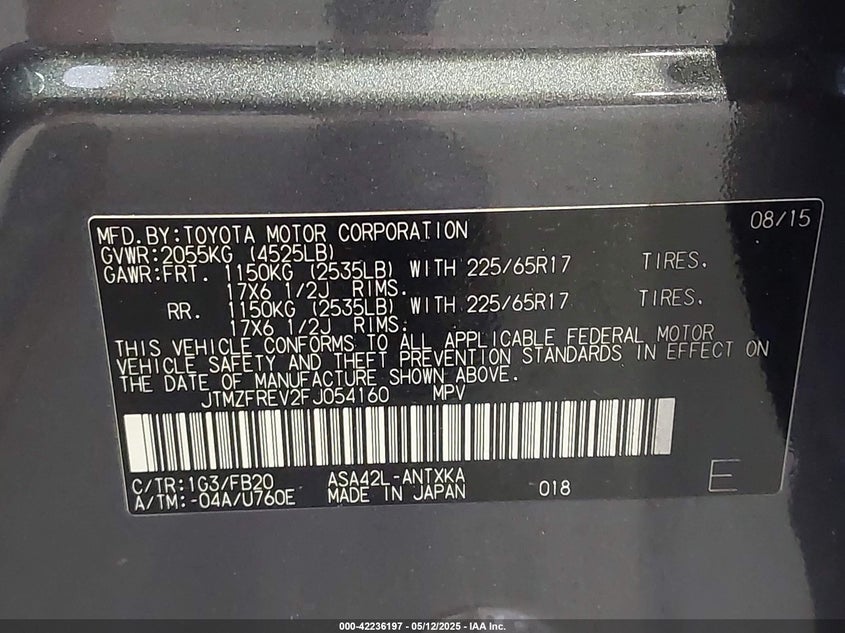 08/15
MFD.BY:TOYOTA MOTOR CORPORATION
GVWR:2055KG (4525LB)
GAWR:FRT. 1150KG (2535LB) WITH 225/65R17 TIRES.
17X6 1/2J RIMS.
RR. 1150KG (2535LB) WITH 225/65R17 TIRES.
17X6 1/2J RIMS.
THIS VEHICLE CONFORMS TO ALL APPLICABLE FEDERAL MOTOR
VEHICLE SAFETY AND THEFT PREVENTION STANDARDS IN EFFECT ON
THE DATE OF MANUFACTURE SHOWN ABOVE.
JTMZFREV2FJ054160 MPV
C/TR:1G3/FB20 ASA42L-ANTXKA
A/TM:-04A/U760E MADE IN JAPAN 018 E
000-42236197 - 05/12/2025 - IAA Inc.